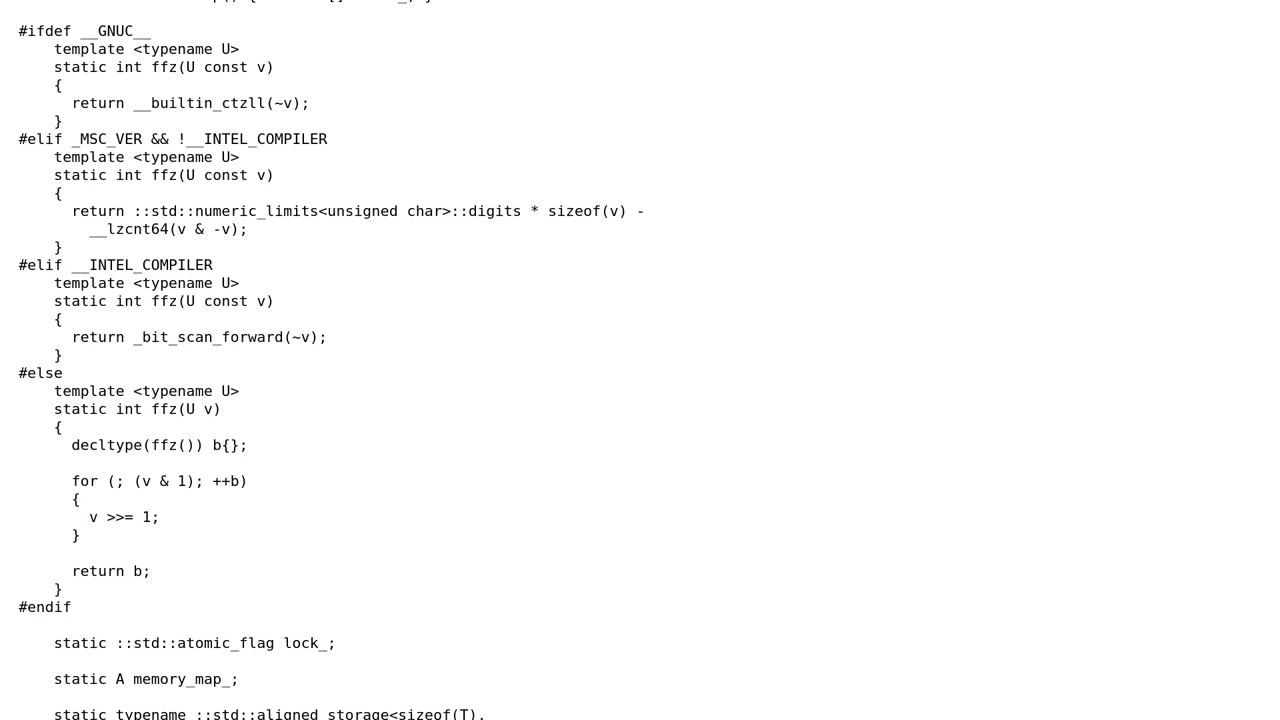 #ifdef __GNUC__
    template <typename U>
    static int ffz(U const v)
    {
      return __builtin_ctzll(~v);
    }
#elif _MSC_VER && !__INTEL_COMPILER
    template <typename U>
    static int ffz(U const v)
    {
      return ::std::numeric_limits<unsigned char>::digits * sizeof(v) -
        __lzcnt64(v & -v);
    }
#elif __INTEL_COMPILER
    template <typename U>
    static int ffz(U const v)
    {
      return _bit_scan_forward(~v);
    }
#else
    template <typename U>
    static int ffz(U v)
    {
      decltype(ffz()) b{};

      for (; (v & 1); ++b)
      {
        v >>= 1;
      }

      return b;
    }
#endif

    static ::std::atomic_flag lock_;

    static A memory_map_;

    static typename ::std::aligned_storage<sizeof(T),